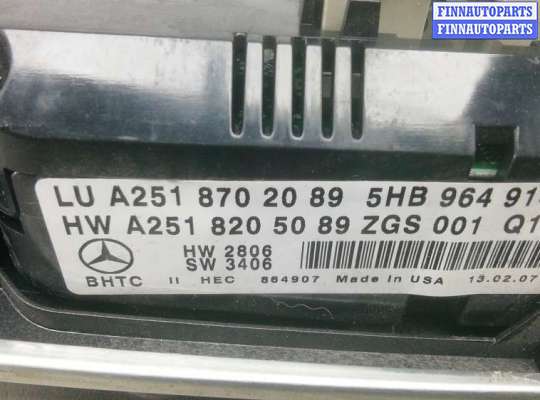 FINNAUTOPARTS
FINNAUTOPARTS
LU A251 870 20 89 5HB 964 91
HW A251 820 50 89 ZGS 001 Q1
HW 2806
SW 3406
BHTC II HEC 864907 Made in USA 13.02.07